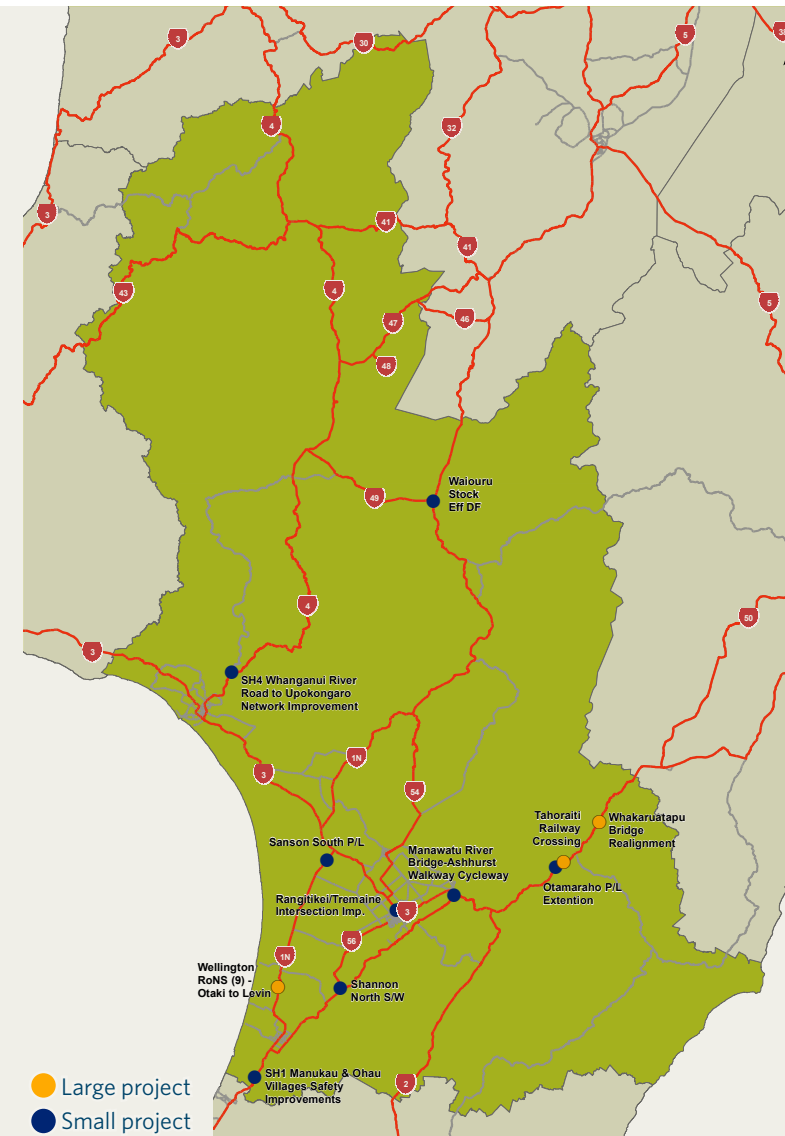 3
30
5
38
4
32
3
41
41
43
4
5
47
46
48
Waiouru
Stock
Eff DF
49
4
50
3
SH4 Whanganui River
Road to Upokongaro
Network Improvement
1N
3
54
Tahoraiti
Railway
Crossing
Whakaruatapu
Bridge
Realignment
Sanson South P/L
Manawatu River
Bridge-Ashhurst
Walkway Cycleway
Otamaraho P/L
Extention
Rangitikei/Tremaine
Intersection Imp.
3
56
1N
Wellington
RoNS (9) -
Otaki to Levin
Shannon
North S/W
SH1 Manukau & Ohau
Villages Safety
Improvements
2
Large project
Small project